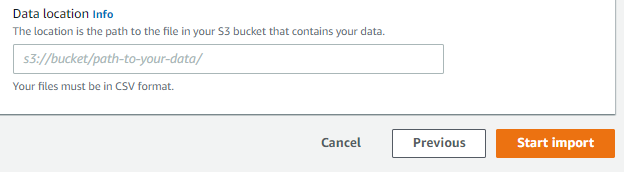 Data location Info
The location is the path to the file in your S3 bucket that contains your data.
s3://bucket/path-to-your-data/
Your files must be in CSV format.
Cancel Previous Start import